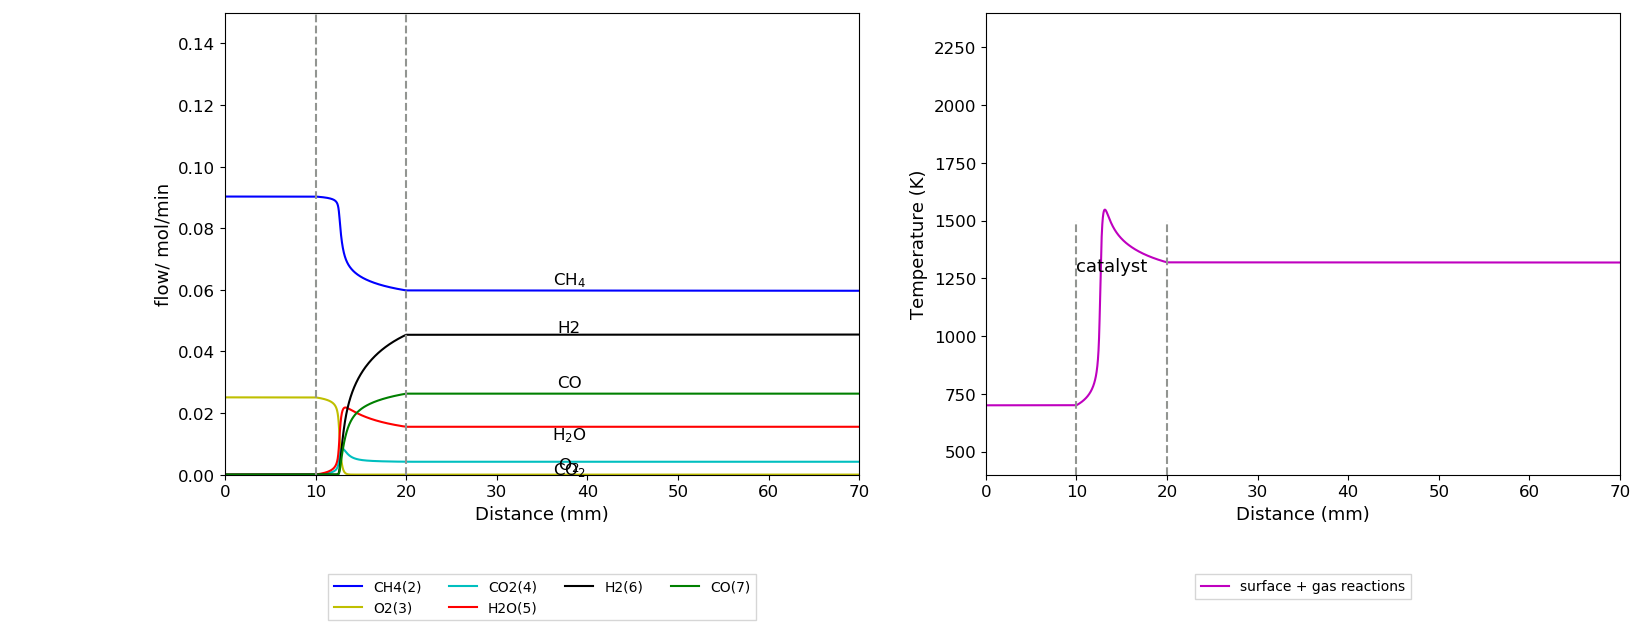 0.14
0.12
0.10
0.08
0.06
0.04
0.02
0.00
flow/ mol/min
CH₄
H2
CO
H₂O
O₂
CO₂
0 10 20 30 40 50 60 70
Distance (mm)
CH4(2) CO2(4) H2(6) CO(7)
O2(3) H2O(5)
2250
2000
1750
1500
1250
1000
750
500
Temperature (K)
catalyst
0 10 20 30 40 50 60 70
Distance (mm)
surface + gas reactions